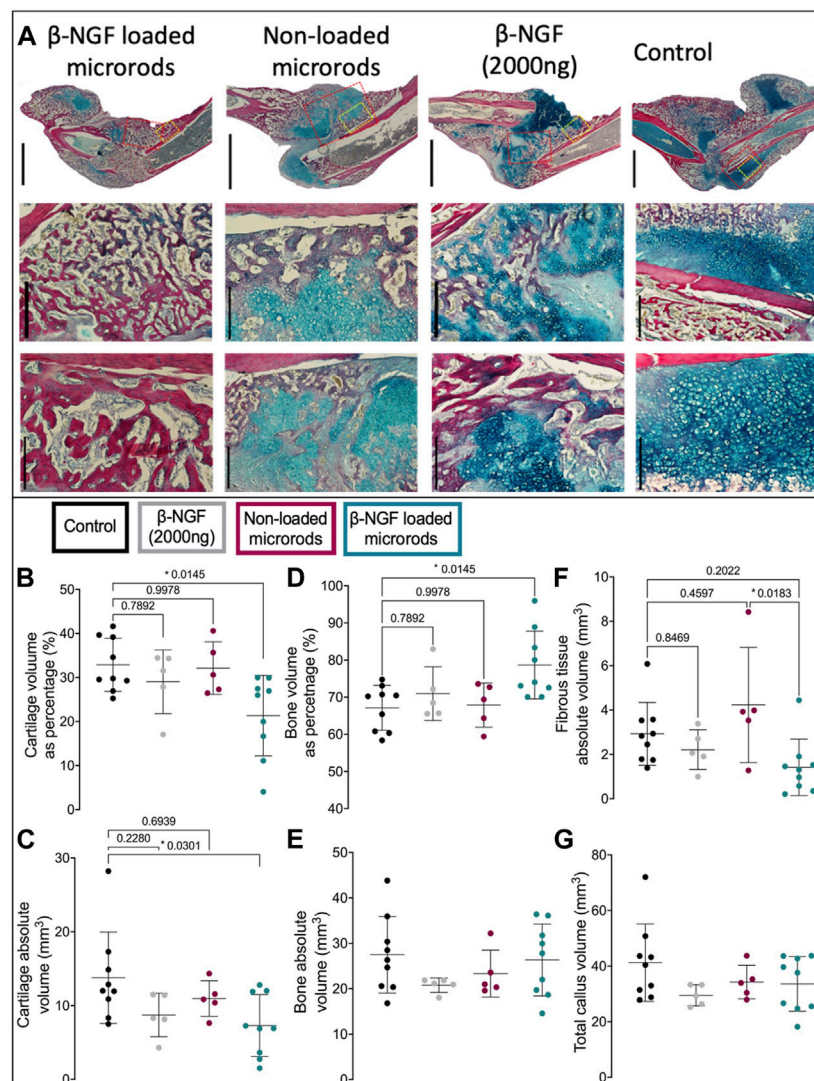 A
β-NGF loaded
microrods
Non-loaded
microrods
β-NGF
(2000ng)
Control
Control
β-NGF
(2000ng)
Non-loaded
microrods
β-NGF loaded
microrods
B
* 0.0145
0.9978
0.7892
Cartilage voluume
as percentage (%)
50
40
30
20
10
0
D
* 0.0145
0.9978
0.7892
Bone volume
as percetnage (%)
100
90
80
70
60
50
40
F
0.2022
0.4597
* 0.0183
0.8469
Fibrous tissue
absolute volume (mm³)
10
8
6
4
2
0
C
0.6939
0.2280
* 0.0301
Cartilage absolute
volume (mm³)
30
20
10
0
E
Bone absolute
volume (mm³)
50
40
30
20
10
0
G
Total callus volume (mm³)
80
60
40
20
0